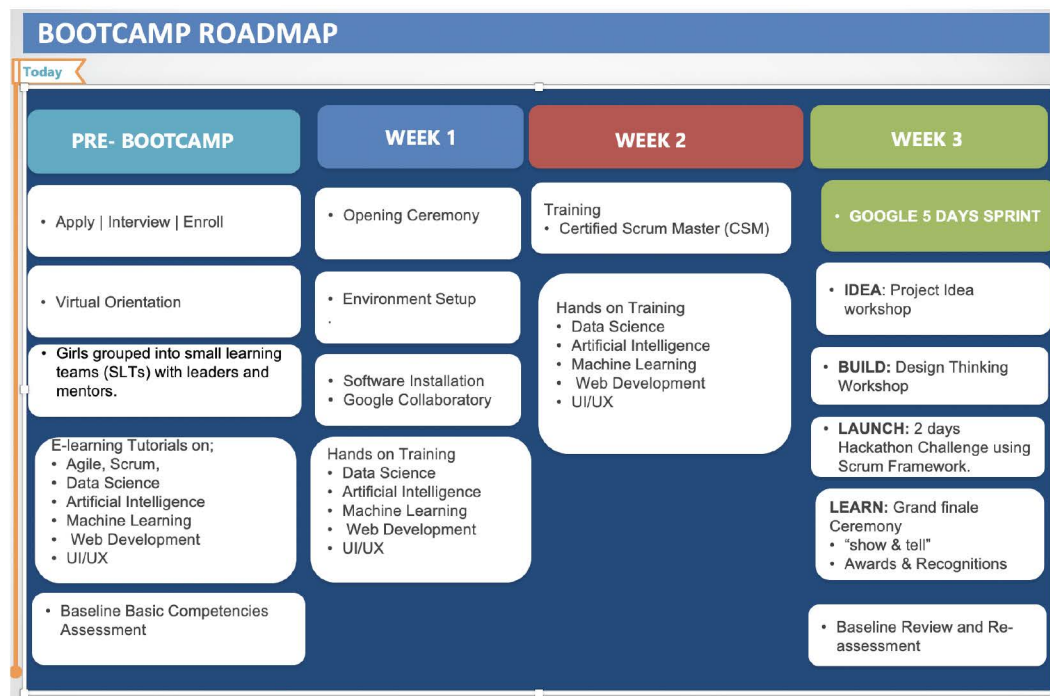 BOOTCAMP ROADMAP
Today
PRE- BOOTCAMP
• Apply | Interview | Enroll
• Virtual Orientation
• Girls grouped into small learning
teams (SLTs) with leaders and
mentors.
E-learning Tutorials on;
• Agile, Scrum,
• Data Science
• Artificial Intelligence
• Machine Learning
• Web Development
• UI/UX
• Baseline Basic Competencies
Assessment
WEEK 1
• Opening Ceremony
• Environment Setup
.
• Software Installation
• Google Collaboratory
Hands on Training
• Data Science
• Artificial Intelligence
• Machine Learning
• Web Development
• UI/UX
WEEK 2
Training
• Certified Scrum Master (CSM)
Hands on Training
• Data Science
• Artificial Intelligence
• Machine Learning
• Web Development
• UI/UX
WEEK 3
• GOOGLE 5 DAYS SPRINT
• IDEA: Project Idea
workshop
• BUILD: Design Thinking
Workshop
• LAUNCH: 2 days
Hackathon Challenge using
Scrum Framework.
LEARN: Grand finale
Ceremony
• “show & tell”
• Awards & Recognitions
• Baseline Review and Re-
assessment